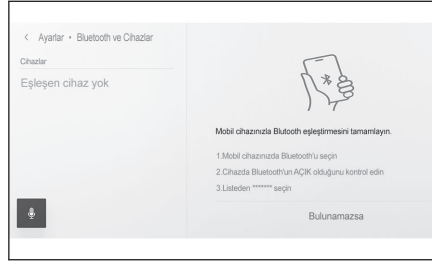 < Ayarlar • Bluetooth ve Cihazlar
Cihazlar
Eşleşen cihaz yok
Mobil cihazınızla Blutooth eşleştirmesini tamamlayın.
1.Mobil cihazınızda Bluetooth'u seçin
2.Cihazda Bluetooth'un AÇIK olduğunu kontrol edin
3.Listeden ******* seçin
Bulunamazsa